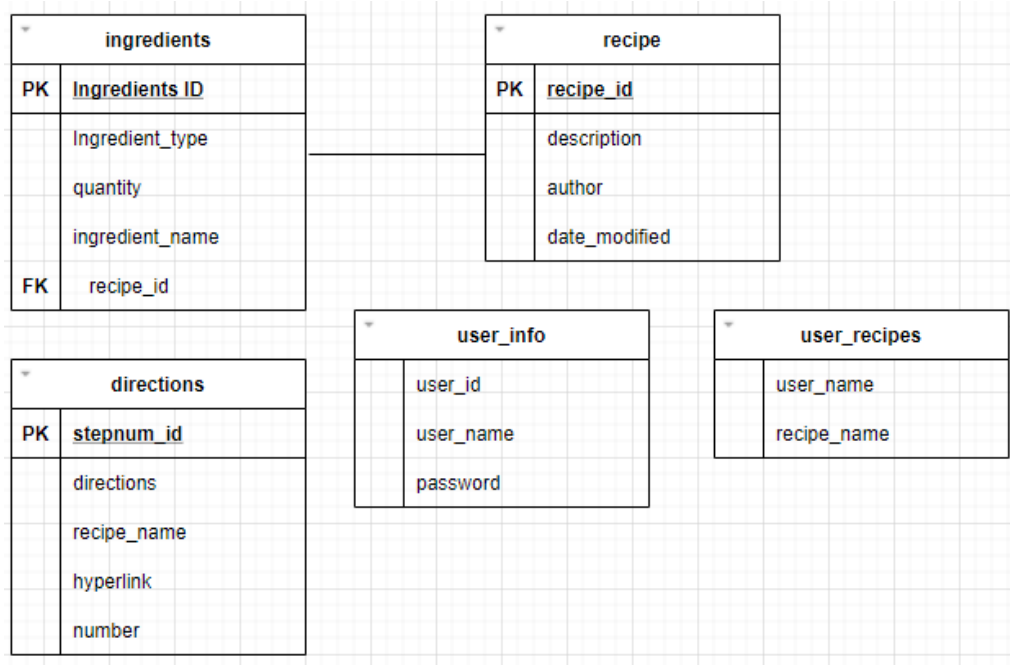 ingredients
PK Ingredients ID
Ingredient_type
quantity
ingredient_name
FK recipe_id
recipe
PK recipe_id
description
author
date_modified
directions
PK stepnum_id
directions
recipe_name
hyperlink
number
user_info
user_id
user_name
password
user_recipes
user_name
recipe_name